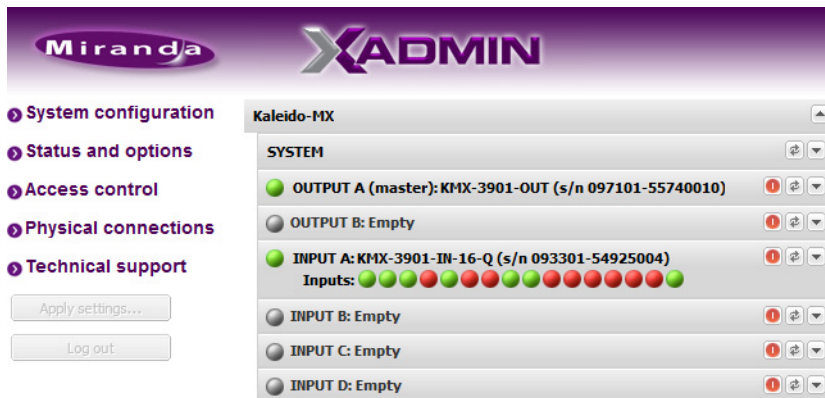 Miranda
XADMIN
System configuration
Status and options
Access control
Physical connections
Technical support
Apply settings...
Log out
Kaleido-MX
SYSTEM
OUTPUT A (master): KMX-3901-OUT (s/n 097101-55740010)
OUTPUT B: Empty
INPUT A: KMX-3901-IN-16-Q (s/n 093301-54925004)
Inputs:
INPUT B: Empty
INPUT C: Empty
INPUT D: Empty